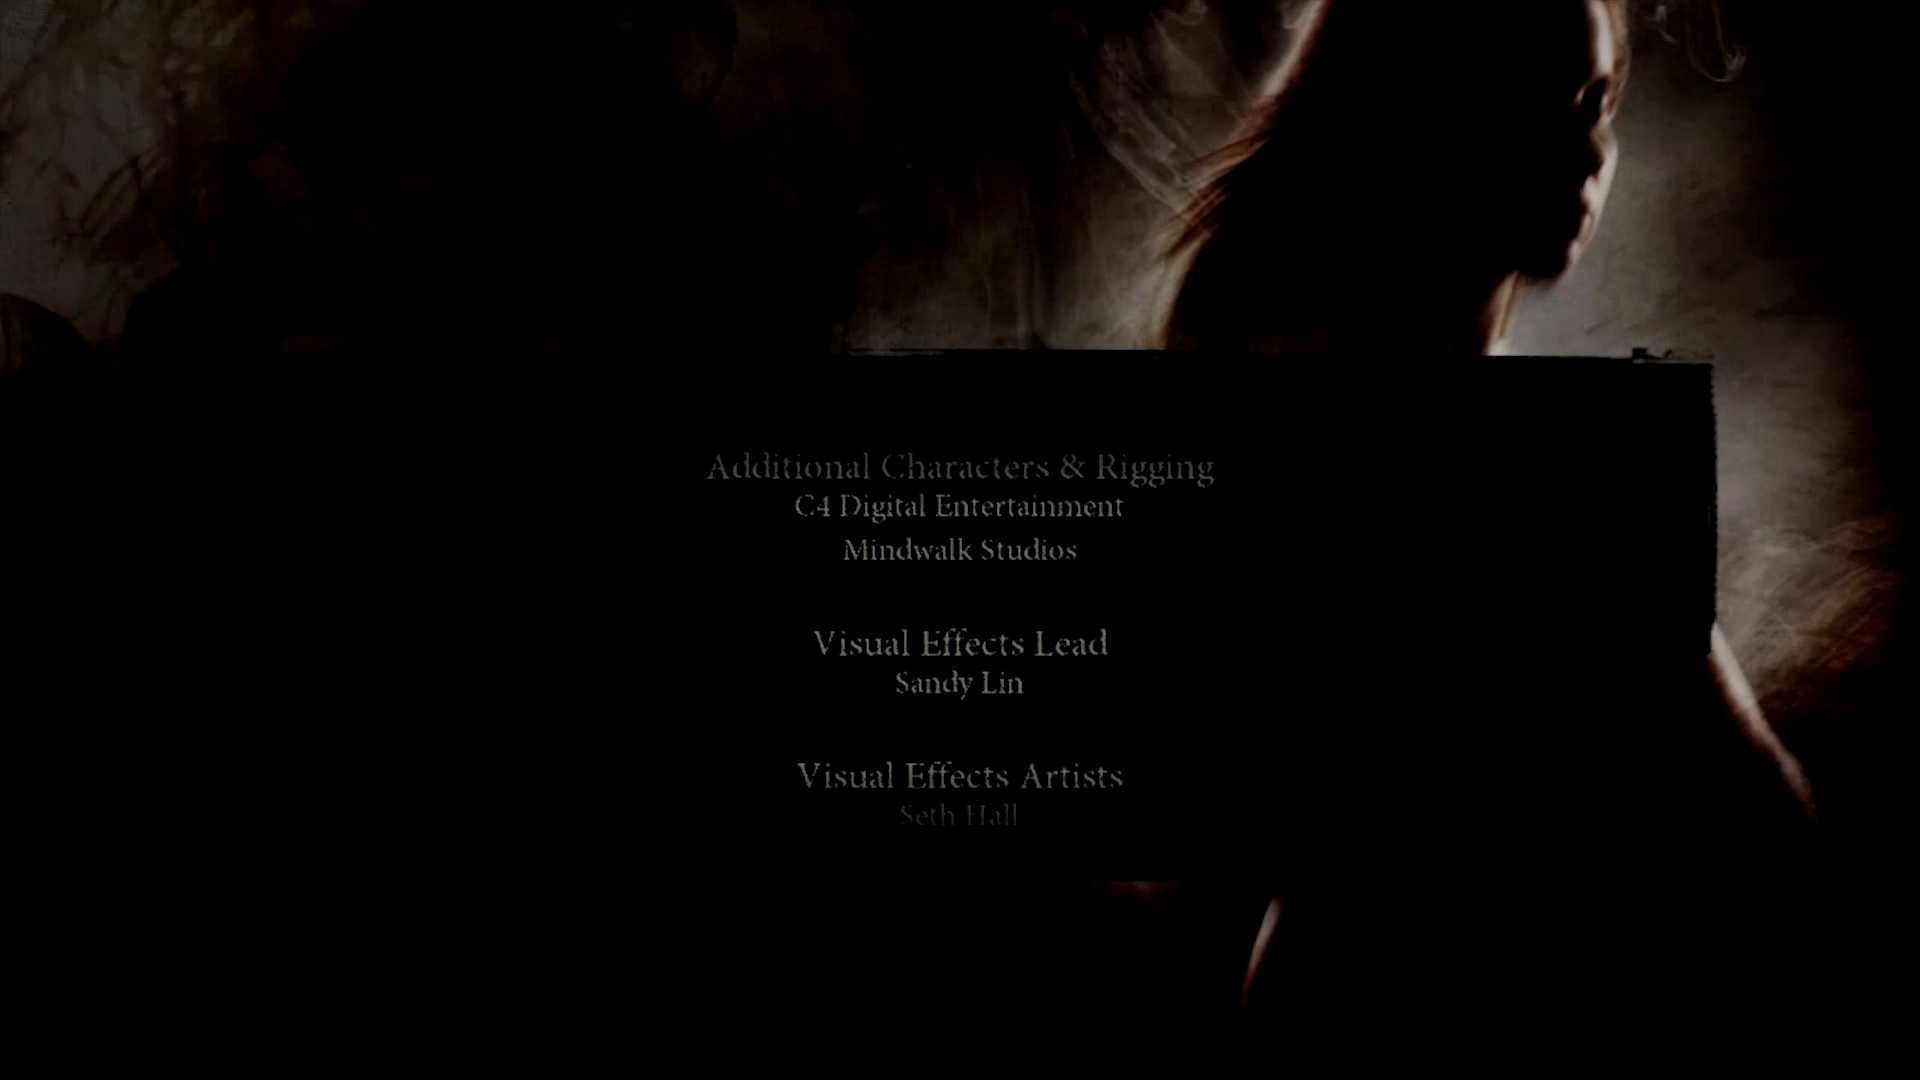 Additional Characters & Rigging
C4 Digital Entertainment
Mindwalk Studios
Visual Effects Lead
Sandy Lin
Visual Effects Artists
Seth Hall